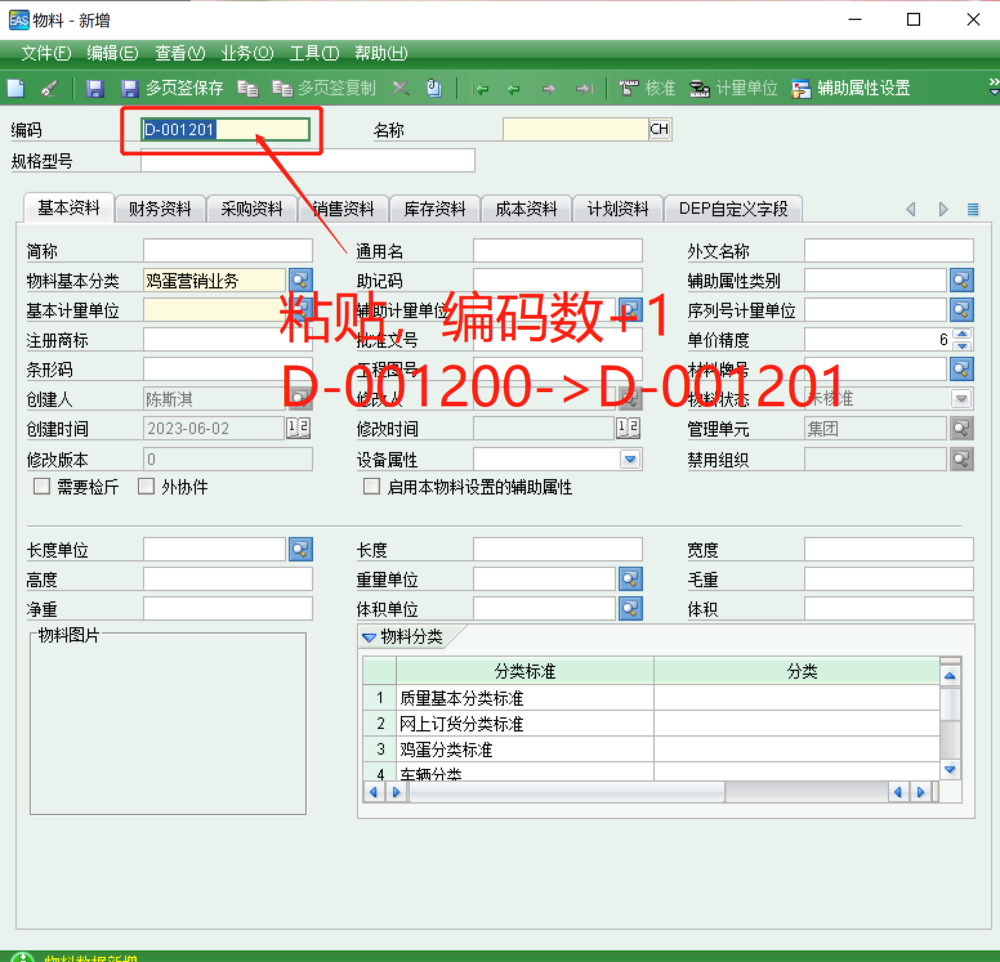 EAS 物料 - 新增
文件(F) 编辑(E) 查看(V) 业务(O) 工具(T) 帮助(H)
多页签保存 多页签复制 核准 计量单位 辅助属性设置
编码 D-001201 名称 CH
规格型号
基本资料 财务资料 采购资料 销售资料 库存资料 成本资料 计划资料 DEP自定义字段
简称 通用名 外文名称
物料基本分类 鸡蛋营销业务 助记码 辅助属性类别
基本计量单位 辅助计量单位 序列号计量单位
粘贴，编码数+1
注册商标 批准文号 单价精度 6
条形码 工程图号 材料牌号
D-001200->D-001201
创建人 陈斯淇 修改人 物料状态 未核准
创建时间 2023-06-02 12 修改时间 12 管理单元 集团
修改版本 0 设备属性 禁用组织
需要检斤 外协件 启用本物料设置的辅助属性
长度单位 长度 宽度
高度 重量单位 毛重
净重 体积单位 体积
物料图片 物料分类
分类标准 分类
1 质量基本分类标准
2 网上订货分类标准
3 鸡蛋分类标准
4 车辆分类
物料数据新增